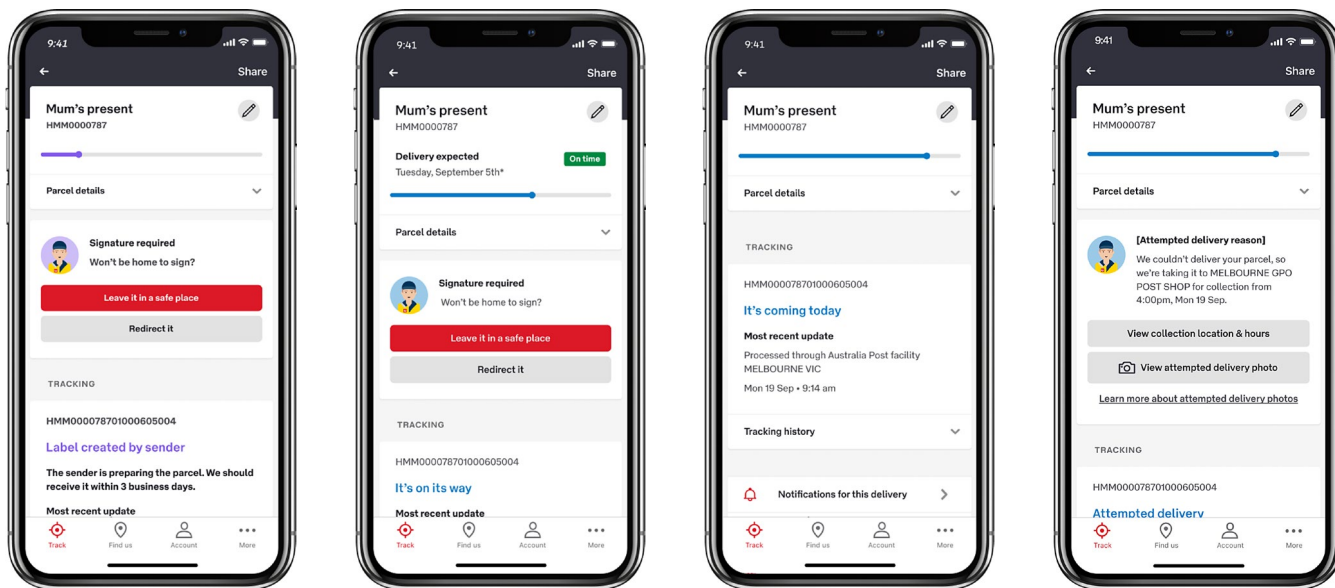 9:41
Share
Mum's present
HMM0000787
Parcel details
Signature required
Won't be home to sign?
Leave it in a safe place
Redirect it
TRACKING
HMM000078701000605004
Label created by sender
The sender is preparing the parcel. We should
receive it within 3 business days.
Most recent update
Track
Find us
Account
More
9:41
Share
Mum's present
HMM0000787
Delivery expected
On time
Tuesday, September 5th*
Parcel details
Signature required
Won't be home to sign?
Leave it in a safe place
Redirect it
TRACKING
HMM000078701000605004
It's on its way
Most recent update
Track
Find us
Account
More
9:41
Share
Mum's present
HMM0000787
Parcel details
TRACKING
HMM000078701000605004
It's coming today
Most recent update
Processed through Australia Post facility
MELBOURNE VIC
Mon 19 Sep • 9:14 am
Tracking history
Notifications for this delivery
Track
Find us
Account
More
9:41
Share
Mum's present
HMM0000787
Parcel details
[Attempted delivery reason]
We couldn't deliver your parcel, so
we're taking it to MELBOURNE GPO
POST SHOP for collection from
4:00pm, Mon 19 Sep.
View collection location & hours
View attempted delivery photo
Learn more about attempted delivery photos
TRACKING
HMM000078701000605004
Attempted delivery
Track
Find us
Account
More